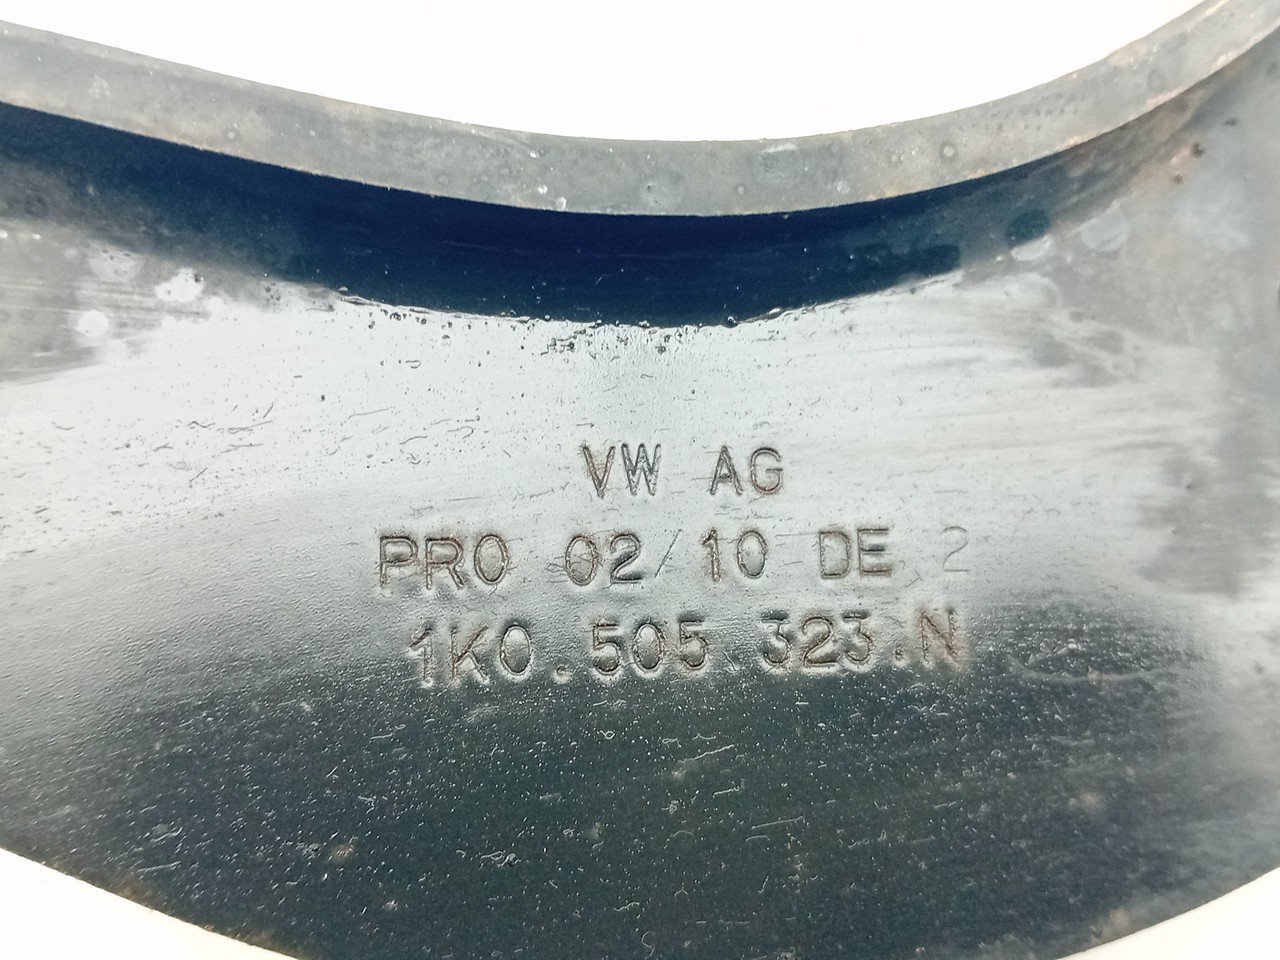 VW AG
PRO 02/10 DE 2
1K0.505 323.N